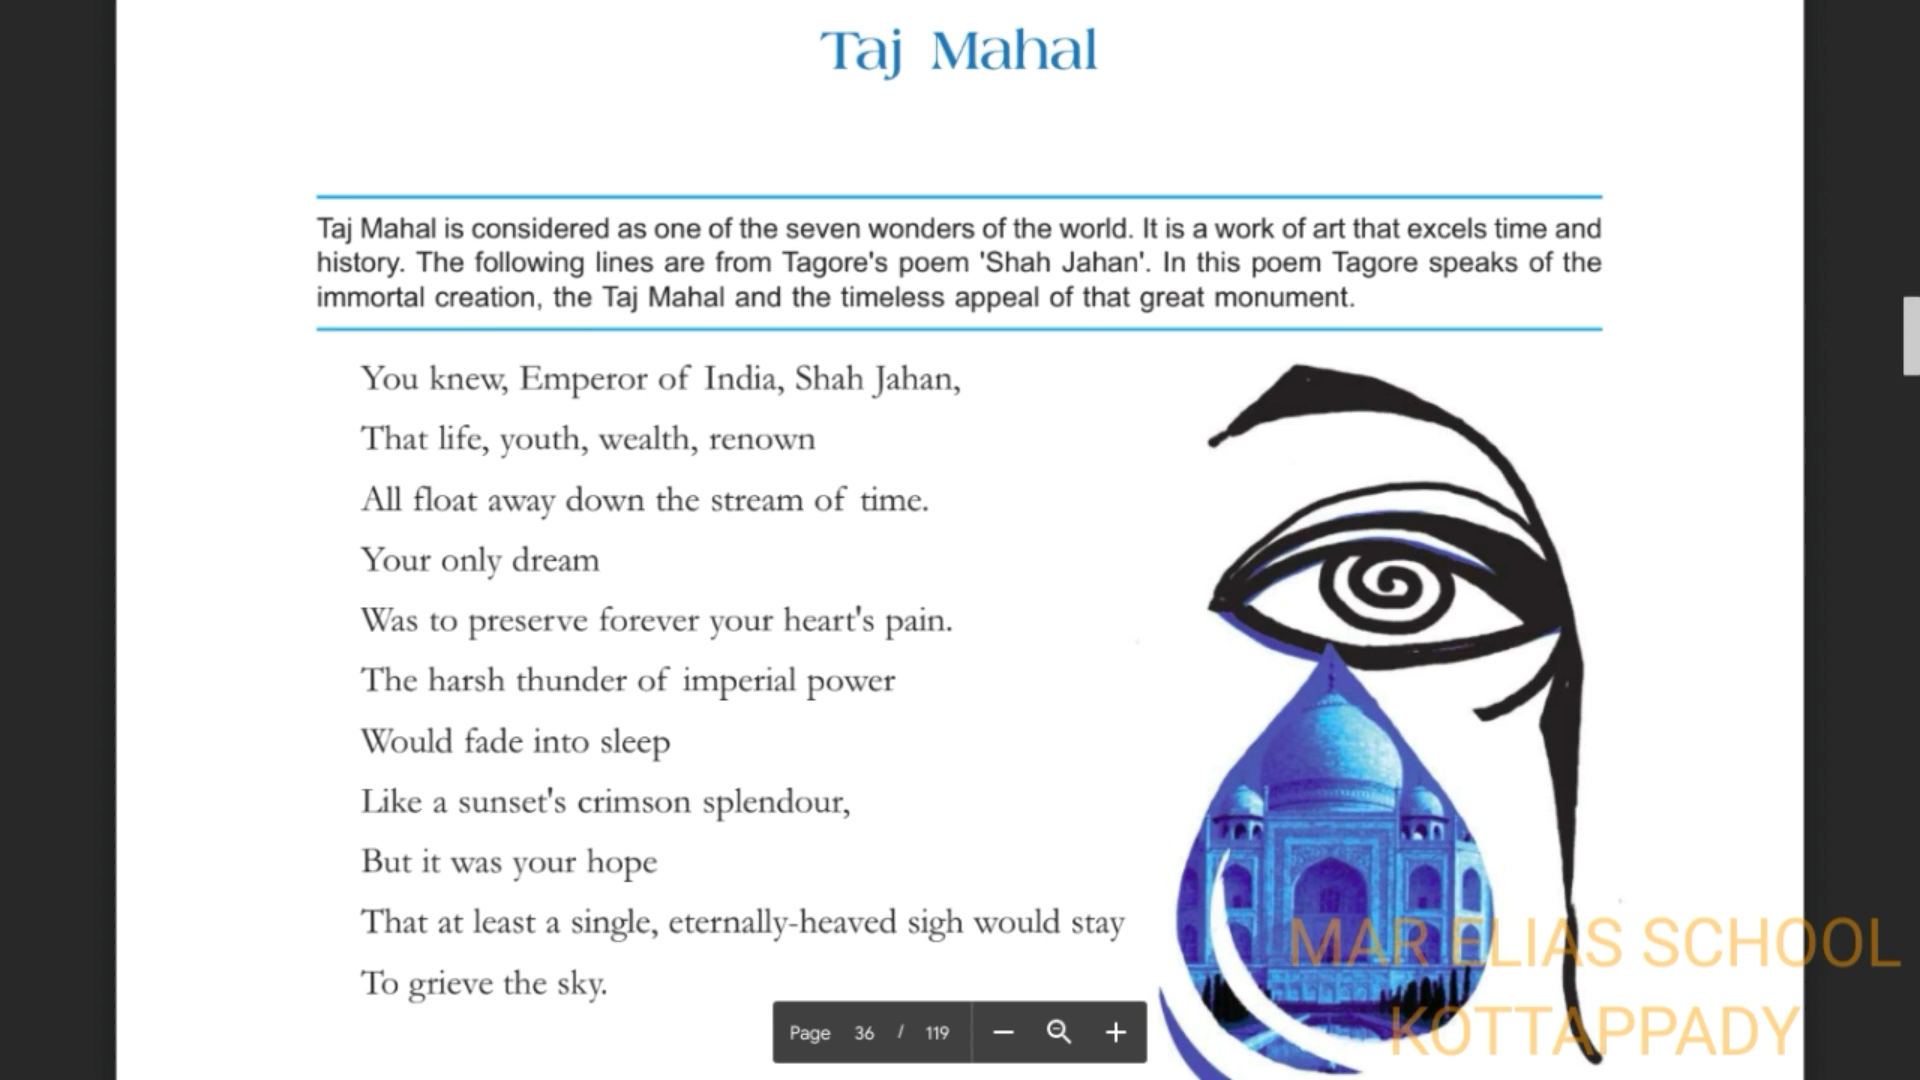 Taj Mahal
Taj Mahal is considered as one of the seven wonders of the world. It is a work of art that excels time and
history. The following lines are from Tagore's poem 'Shah Jahan'. In this poem Tagore speaks of the
immortal creation, the Taj Mahal and the timeless appeal of that great monument.
You knew, Emperor of India, Shah Jahan,
That life, youth, wealth, renown
All float away down the stream of time.
Your only dream
Was to preserve forever your heart's pain.
The harsh thunder of imperial power
Would fade into sleep
Like a sunset's crimson splendour,
But it was your hope
That at least a single, eternally-heaved sigh would stay
To grieve the sky.
MAR ELIAS SCHOOL
KOTTAPPADY
Page 36 / 119